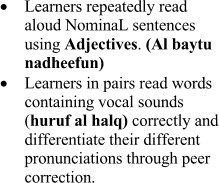 • Learners repeatedly read
aloud NominaL sentences
using Adjectives. (Al baytu
nadheefun)
• Learners in pairs read words
containing vocal sounds
(huruf al halq) correctly and
differentiate their different
pronunciations through peer
correction.